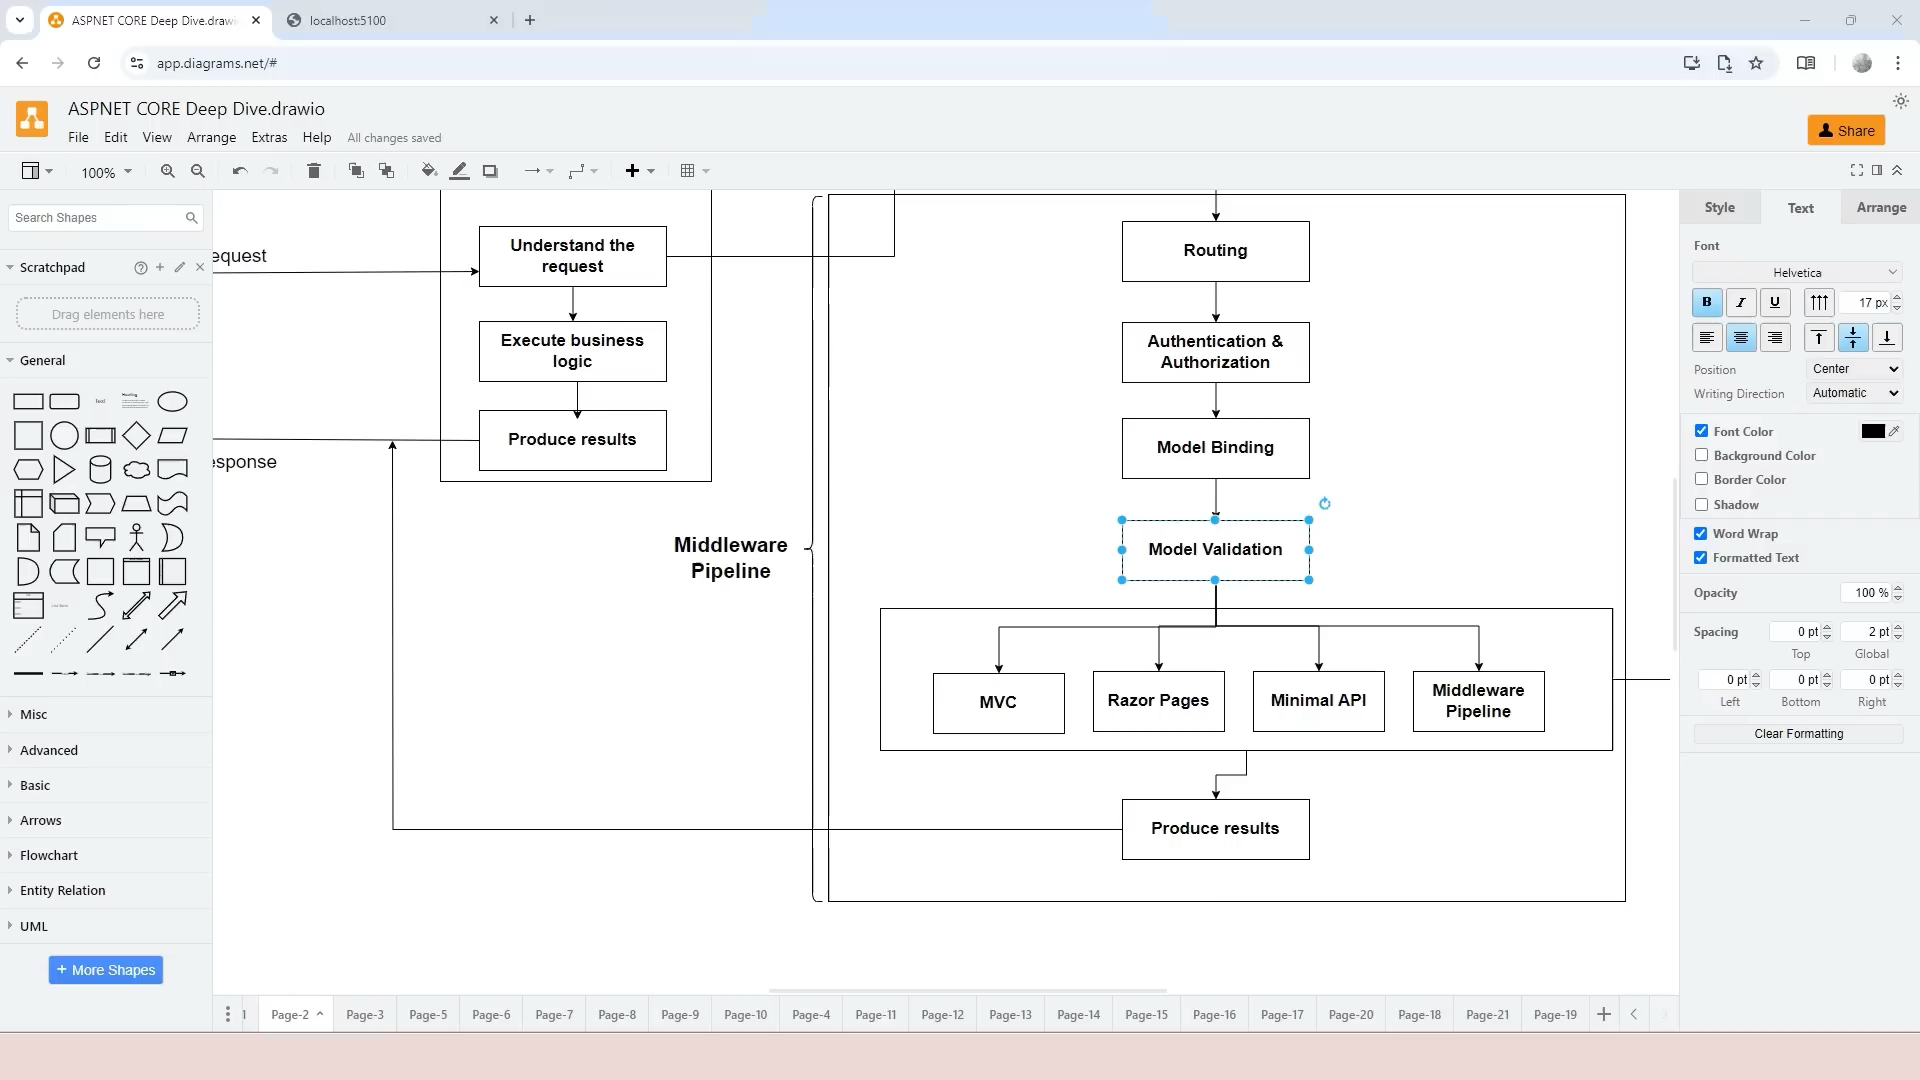 ASPNET CORE Deep Dive.drawi
localhost:5100
app.diagrams.net/#
ASPNET CORE Deep Dive.drawio
File Edit View Arrange Extras Help All changes saved
Share
100%
Search Shapes
Scratchpad
Drag elements here
General
Misc
Advanced
Basic
Arrows
Flowchart
Entity Relation
UML
+ More Shapes
equest
esponse
Understand the
request
Execute business
logic
Produce results
Middleware
Pipeline
Routing
Authentication &
Authorization
Model Binding
Model Validation
MVC
Razor Pages
Minimal API
Middleware
Pipeline
Produce results
Style Text Arrange
Font
Helvetica
B I U 17 px
Position Center
Writing Direction Automatic
Font Color
Background Color
Border Color
Shadow
Word Wrap
Formatted Text
Opacity 100 %
Spacing 0 pt 2 pt
Top Global
0 pt 0 pt 0 pt
Left Bottom Right
Clear Formatting
1 Page-2 Page-3 Page-5 Page-6 Page-7 Page-8 Page-9 Page-10 Page-4 Page-11 Page-12 Page-13 Page-14 Page-15 Page-16 Page-17 Page-20 Page-18 Page-21 Page-19